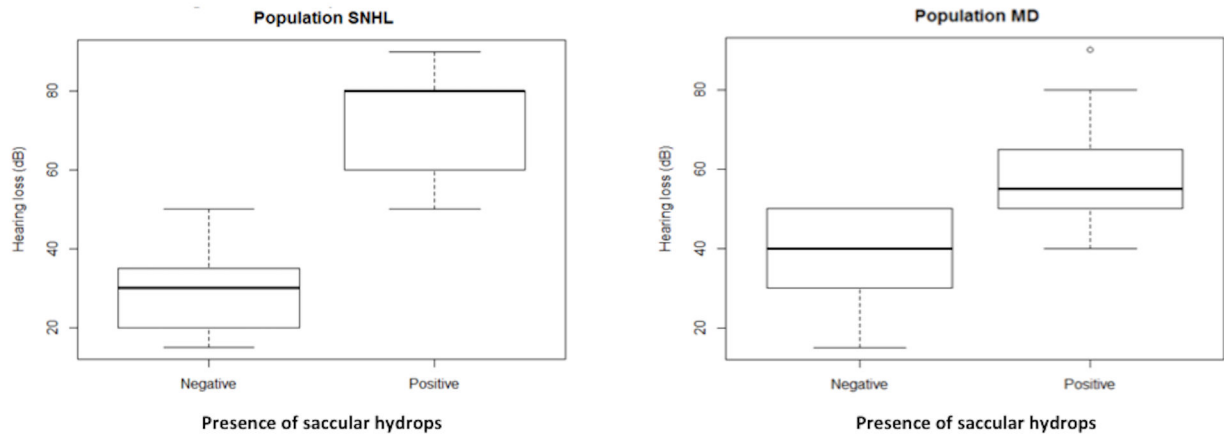 Population SNHL
Hearing loss (dB)
80
60
40
20
Negative Positive
Presence of saccular hydrops
Population MD
Hearing loss (dB)
80
60
40
20
Negative Positive
Presence of saccular hydrops